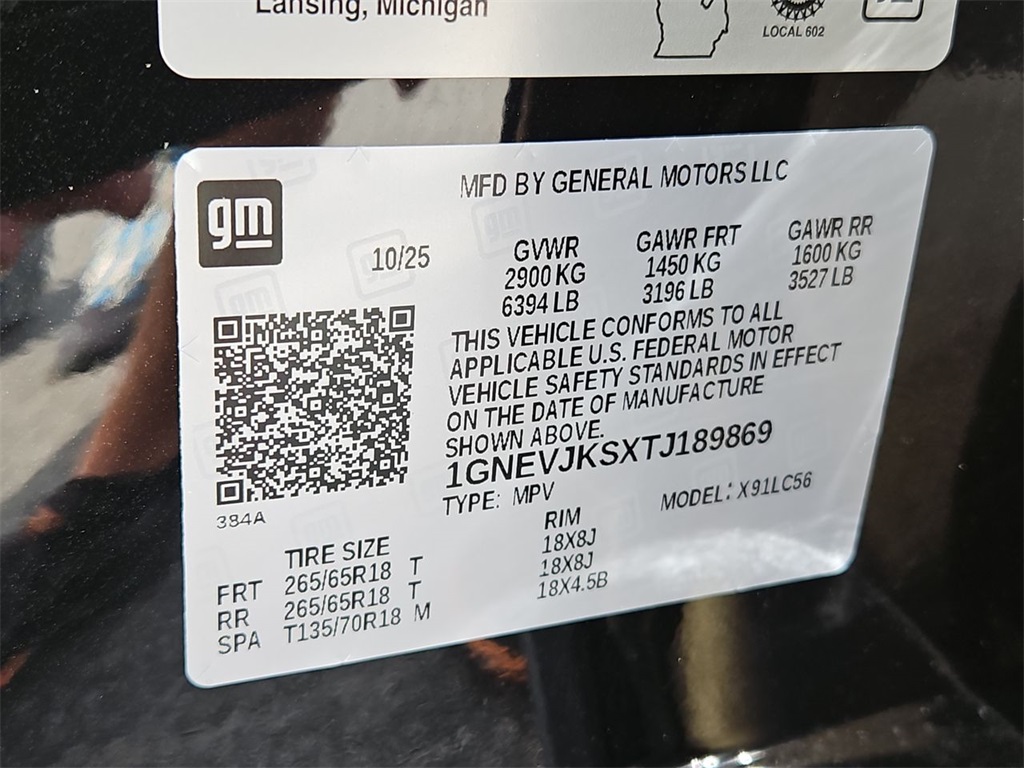 Lansing, Michigan
LOCAL 602
MFD BY GENERAL MOTORS LLC
gm
10/25
GVWR GAWR FRT GAWR RR
2900 KG 1450 KG 1600 KG
6394 LB 3196 LB 3527 LB
THIS VEHICLE CONFORMS TO ALL
APPLICABLE U.S. FEDERAL MOTOR
VEHICLE SAFETY STANDARDS IN EFFECT
ON THE DATE OF MANUFACTURE
SHOWN ABOVE.
1GNEVJKSXTJ189869
TYPE: MPV MODEL: X91LC56
384A
TIRE SIZE RIM
FRT 265/65R18 T 18X8J
RR 265/65R18 T 18X8J
SPA T135/70R18 M 18X4.5B